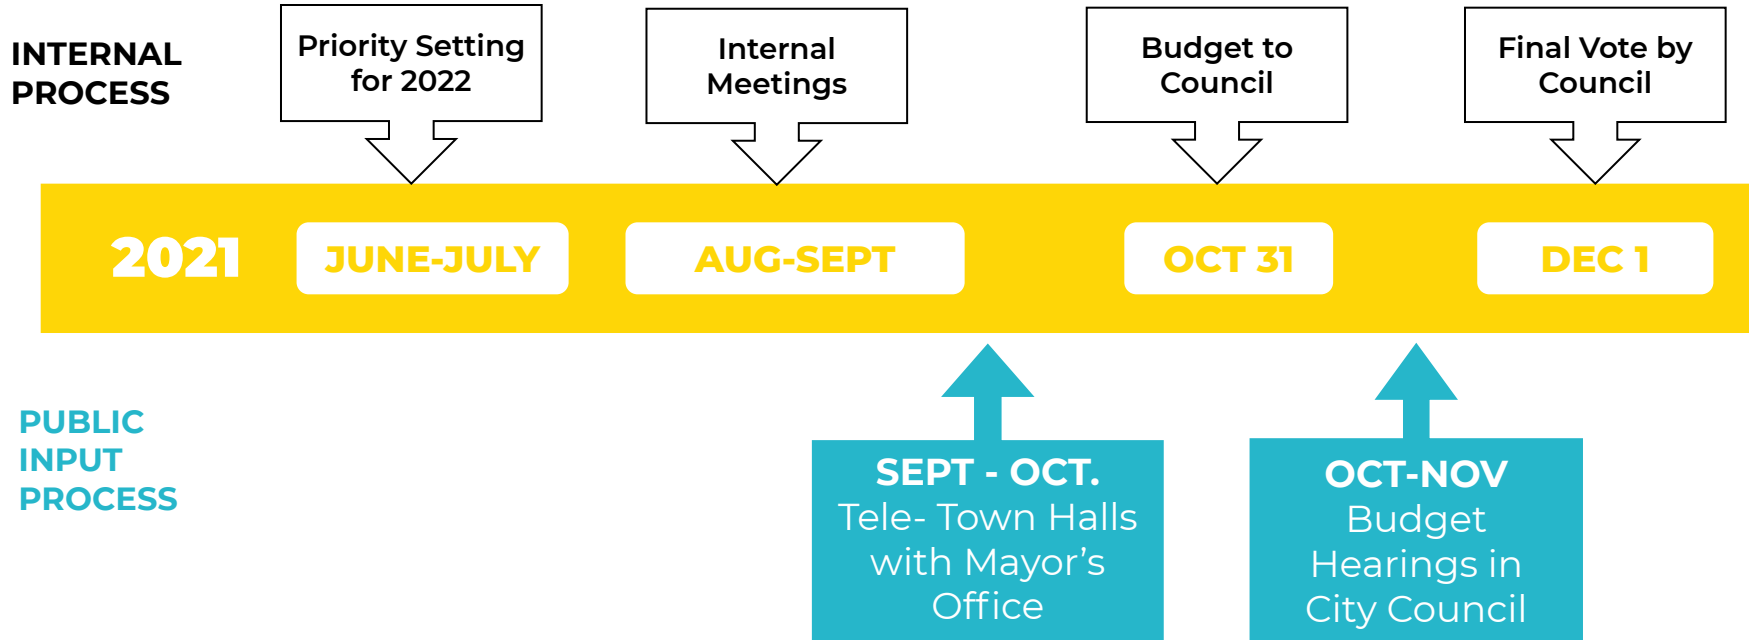 INTERNAL
PROCESS
Priority Setting
for 2022
Internal
Meetings
Budget to
Council
Final Vote by
Council
2021
JUNE-JULY
AUG-SEPT
OCT 31
DEC 1
PUBLIC
INPUT
PROCESS
SEPT - OCT.
Tele- Town Halls
with Mayor’s
Office
OCT-NOV
Budget
Hearings in
City Council